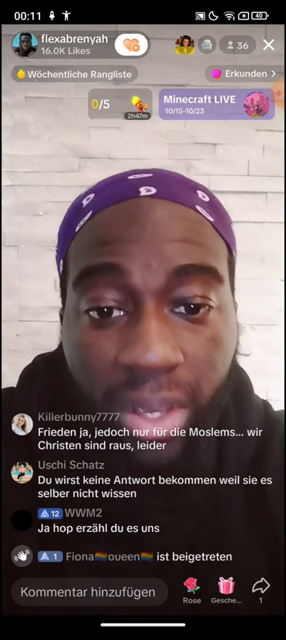 00:11
40
flexabrenyah
16.0K Likes
36
Wöchentliche Rangliste
Erkunden
0/5
2h47m
Minecraft LIVE
10/15-10/23
Killerbunny7777
Frieden ja, jedoch nur für die Moslems... wir
Christen sind raus, leider
Uschi Schatz
Du wirst keine Antwort bekommen weil sie es
selber nicht wissen
12 WWM2
Ja hop erzähl du es uns
1 Fiona🏳️‍🌈oueen🏳️‍🌈 ist beigetreten
Kommentar hinzufügen
Rose
Gesche...
1